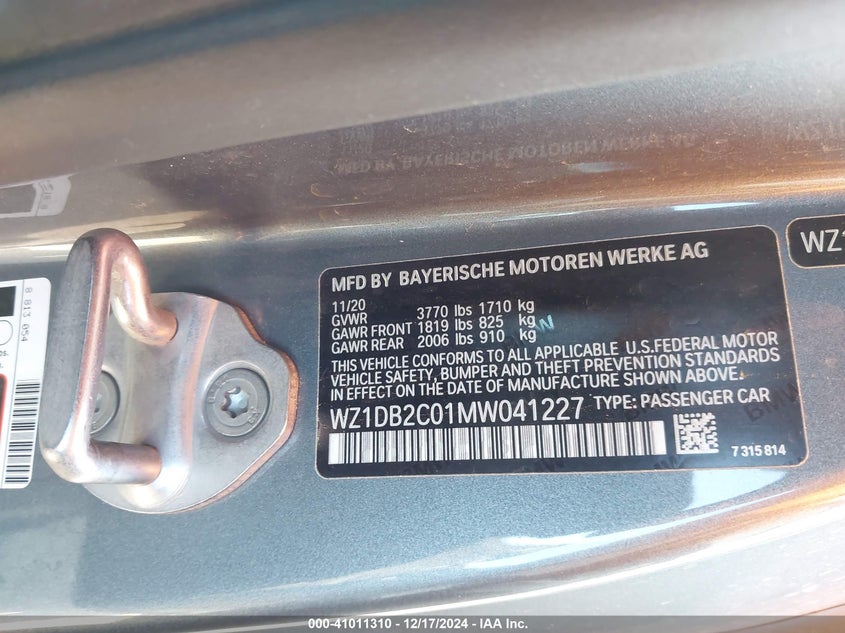 MFD BY BAYERISCHE MOTOREN WERKE AG
11/20
GVWR 3770 lbs 1710 kg
GAWR FRONT 1819 lbs 825 kg
GAWR REAR 2006 lbs 910 kg
N
THIS VEHICLE CONFORMS TO ALL APPLICABLE U.S.FEDERAL MOTOR
VEHICLE SAFETY, BUMPER AND THEFT PREVENTION STANDARDS
IN EFFECT ON THE DATE OF MANUFACTURE SHOWN ABOVE.
WZ1DB2C01MW041227 TYPE: PASSENGER CAR
7 315 814
WZ1
8 813 054
000-41011310 - 12/17/2024 - IAA Inc.